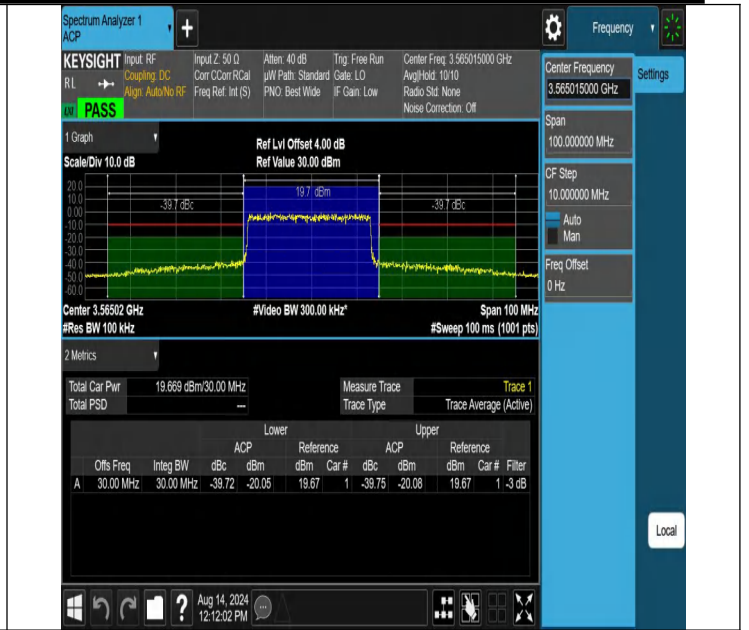 Spectrum Analyzer 1
ACP
Frequency
KEYSIGHT Input: RF Input Z: 50 Ω Atten: 40 dB Trig: Free Run Center Freq: 3.565015000 GHz
RL Coupling: DC Corr CCorr RCal µW Path: Standard Gate: LO Avg|Hold: 10/10
Align: Auto/No RF Freq Ref: Int (S) PNO: Best Wide IF Gain: Low Radio Std: None
PASS Noise Correction: Off
Center Frequency
3.565015000 GHz
Settings
Span
100.000000 MHz
CF Step
10.000000 MHz
Auto
Man
Freq Offset
0 Hz
1 Graph
Ref Lvl Offset 4.00 dB
Scale/Div 10.0 dB Ref Value 30.00 dBm
20.0
10.0
0.00
-10.0
-20.0
-30.0
-40.0
-50.0
-60.0
-39.7 dBc 19.7 dBm -39.7 dBc
Center 3.56502 GHz #Video BW 300.00 kHz* Span 100 MHz
#Res BW 100 kHz #Sweep 100 ms (1001 pts)
2 Metrics
Total Car Pwr 19.669 dBm/30.00 MHz Measure Trace Trace 1
Total PSD --- Trace Type Trace Average (Active)
Lower Upper
ACP Reference ACP Reference
Offs Freq Integ BW dBc dBm dBm Car # dBc dBm dBm Car # Filter
A 30.00 MHz 30.00 MHz -39.72 -20.05 19.67 1 -39.75 -20.08 19.67 1 -3 dB
Local
Aug 14, 2024
12:12:02 PM